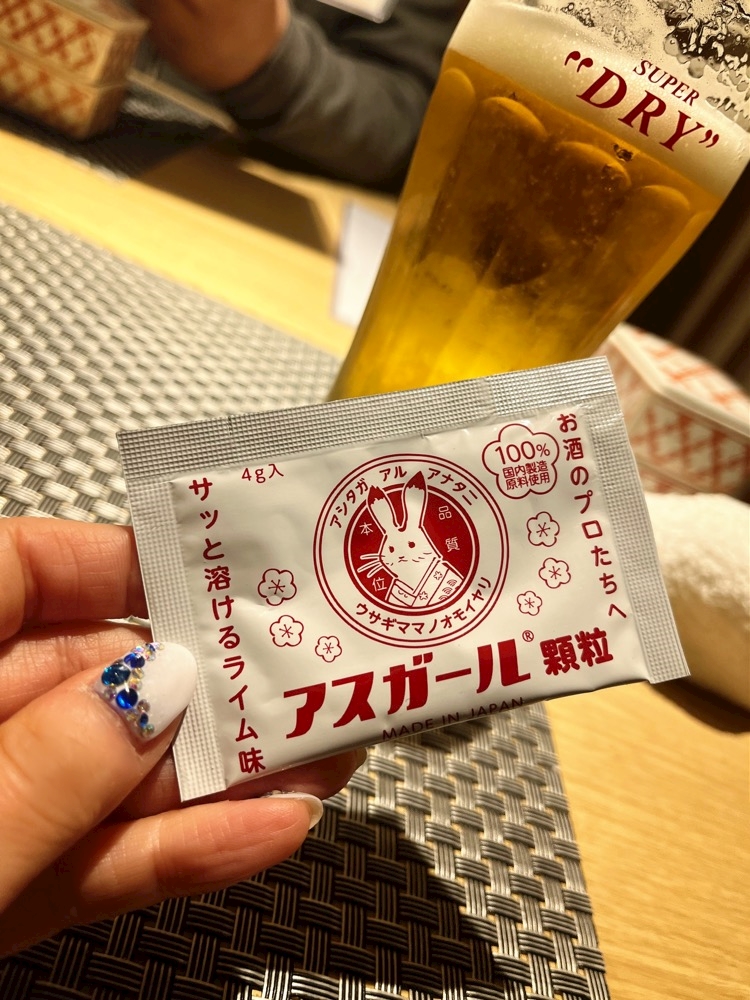 SUPER
"DRY"
お酒のプロたちへ
100%
国内製造
原料使用
4g入
サッと溶けるライム味
アシタガ アル アナタニ
本位
品質
ウサギママノオモイヤリ
アスガール® 顆粒
MADE IN JAPAN